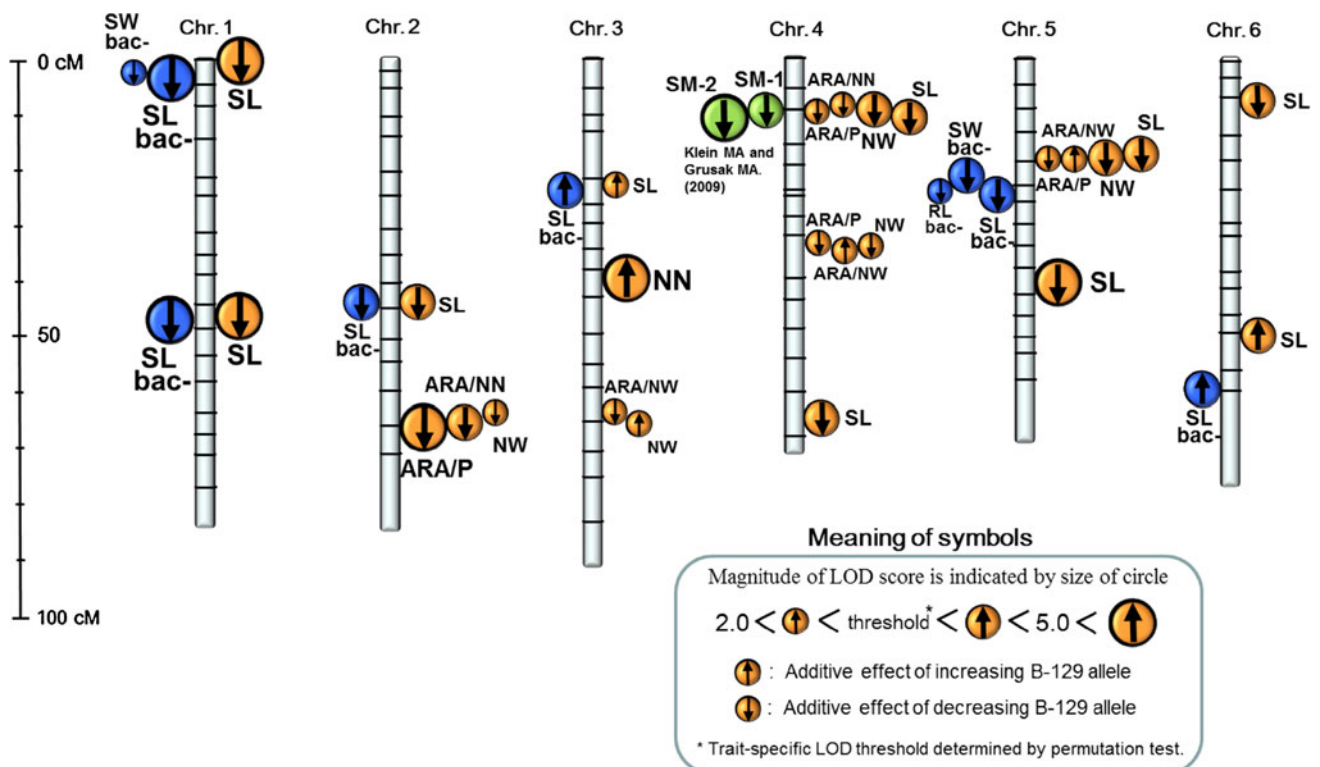 Chr. 1
Chr. 2
Chr. 3
Chr. 4
Chr. 5
Chr. 6
0 cM
50
100 cM
SW
bac-
SL
bac-
SL
SL
bac-
SL
SL
bac-
SL
ARA/NN
NW
ARA/P
SL
bac-
SL
NN
ARA/NW
NW
SM-2
SM-1
Klein MA and
Grusak MA.
(2009)
ARA/NN
SL
ARA/P
NW
ARA/P
NW
ARA/NW
SL
SW
bac-
RL
bac-
SL
bac-
ARA/NW
SL
ARA/P
NW
SL
SL
SL
SL
bac-
Meaning of symbols
Magnitude of LOD score is indicated by size of circle
2.0 < < threshold* < < 5.0 <
: Additive effect of increasing B-129 allele
: Additive effect of decreasing B-129 allele
* Trait-specific LOD threshold determined by permutation test.